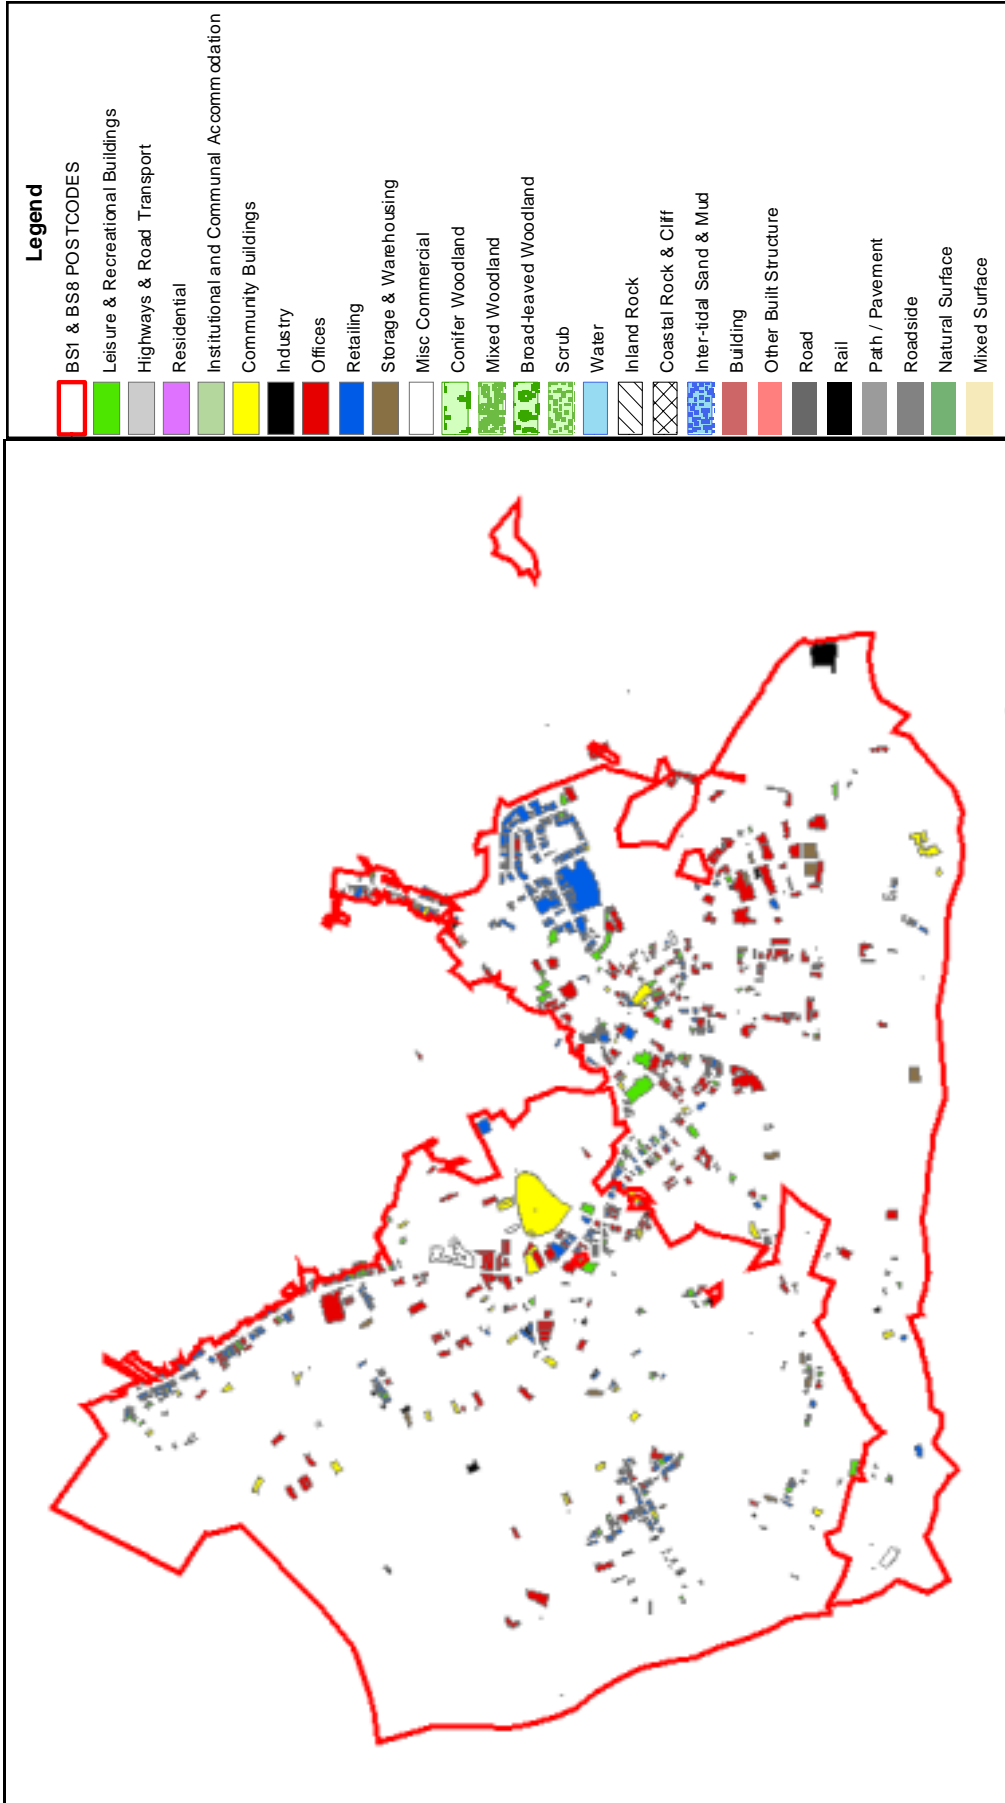 Legend
BS1 & BS8 POSTCODES
Leisure & Recreational Buildings
Highways & Road Transport
Residential
Institutional and Communal Accommodation
Community Buildings
Industry
Offices
Retailing
Storage & Warehousing
Misc Commercial
Conifer Woodland
Mixed Woodland
Broad-leaved Woodland
Scrub
Water
Inland Rock
Coastal Rock & Cliff
Inter-tidal Sand & Mud
Building
Other Built Structure
Road
Rail
Path / Pavement
Roadside
Natural Surface
Mixed Surface